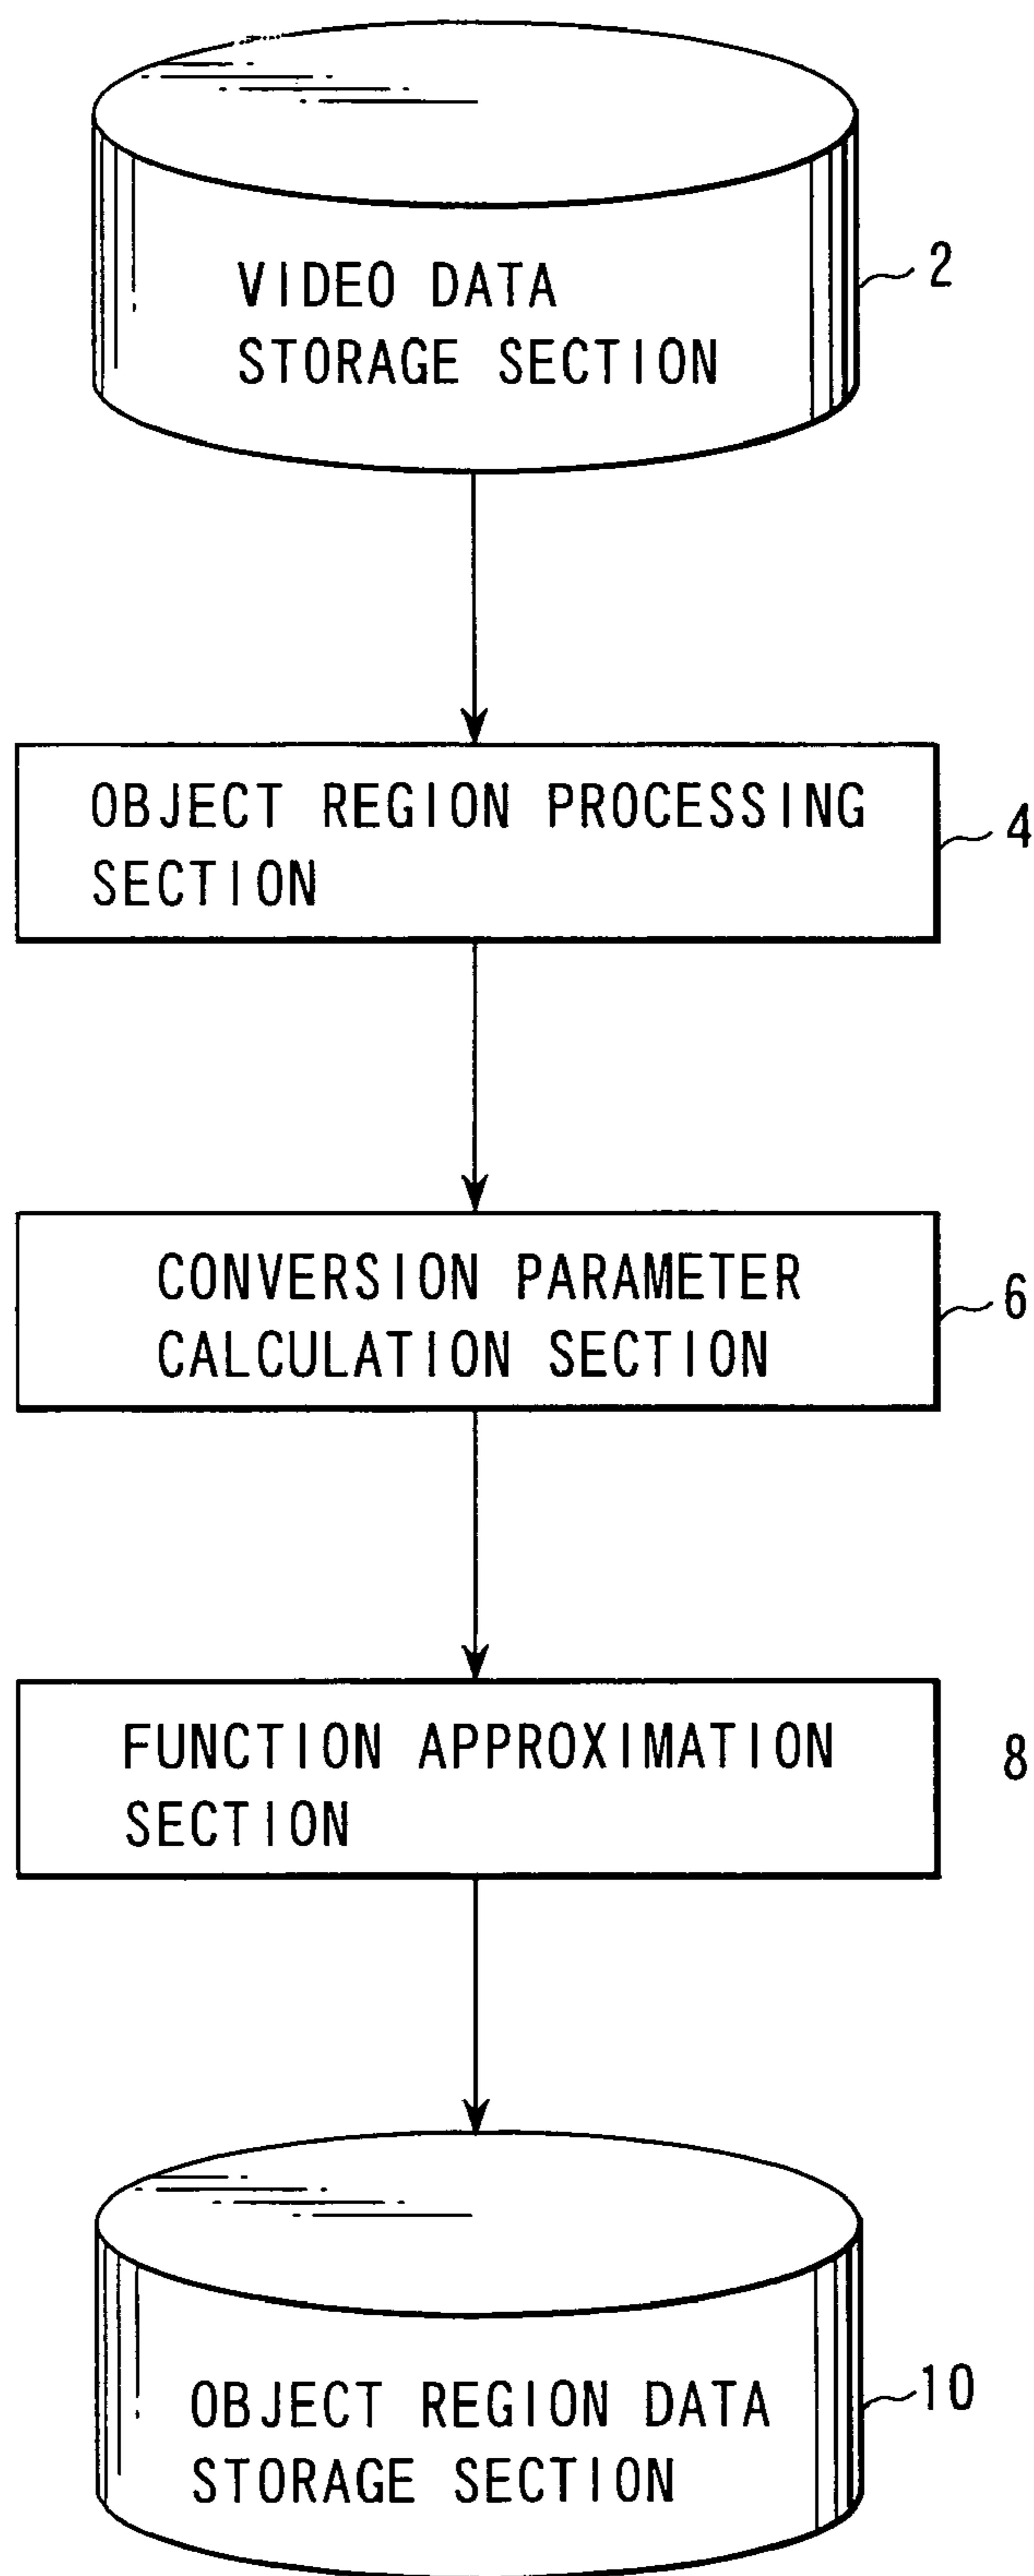 VIDEO DATA
STORAGE SECTION
2
OBJECT REGION PROCESSING
SECTION
4
CONVERSION PARAMETER
CALCULATION SECTION
6
FUNCTION APPROXIMATION
SECTION
8
OBJECT REGION DATA
STORAGE SECTION
10